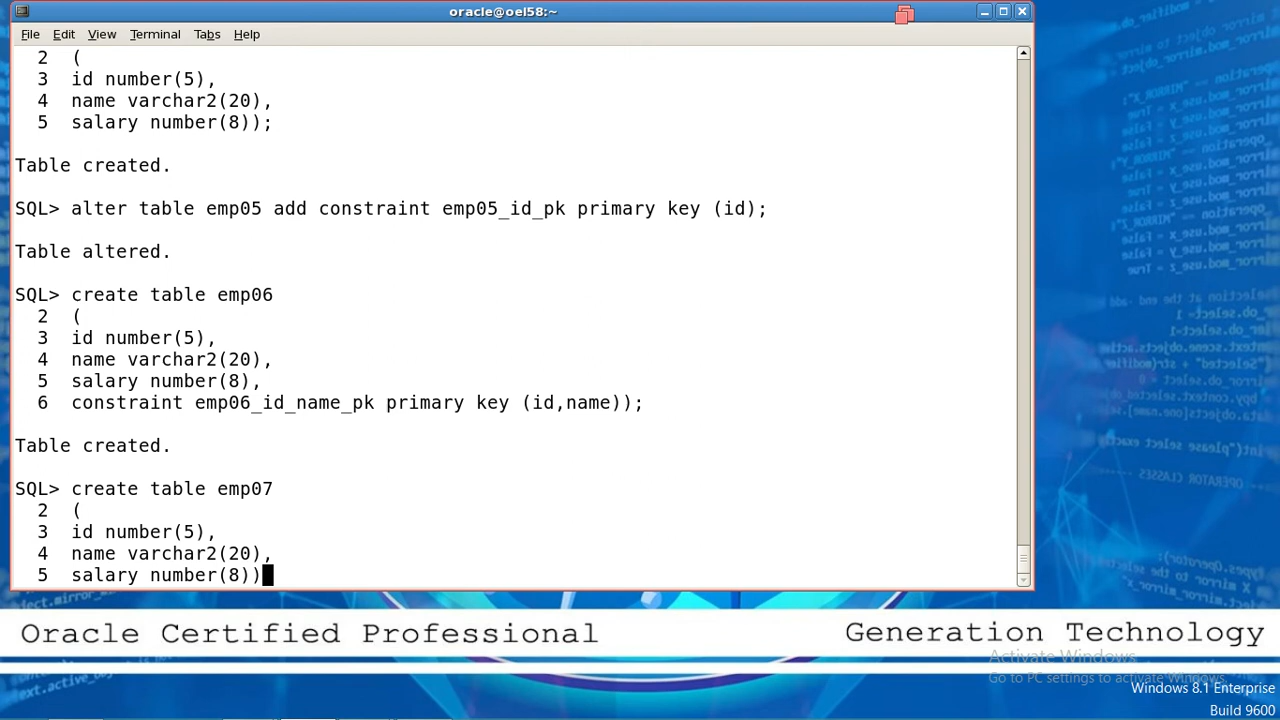 oracle@oel58:~
File Edit View Terminal Tabs Help
2 (
3 id number(5),
4 name varchar2(20),
5 salary number(8));
Table created.
SQL> alter table emp05 add constraint emp05_id_pk primary key (id);
Table altered.
SQL> create table emp06
2 (
3 id number(5),
4 name varchar2(20),
5 salary number(8),
6 constraint emp06_id_name_pk primary key (id,name));
Table created.
SQL> create table emp07
2 (
3 id number(5),
4 name varchar2(20),
5 salary number(8))
Oracle Certified Professional
Generation Technology
Activate Windows
Go to PC settings to activate Windows.
Windows 8.1 Enterprise
Build 9600